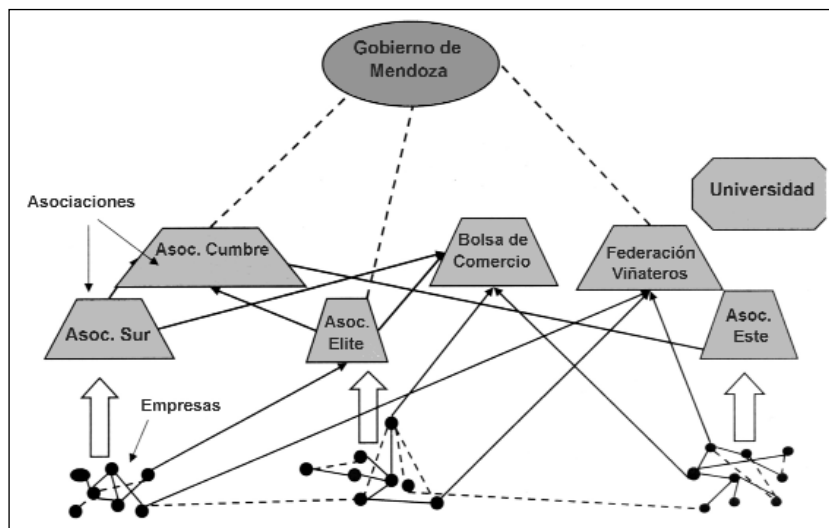 Gobierno de
Mendoza
Universidad
Asociaciones
Asoc. Cumbre
Bolsa de
Comercio
Federación
Viñateros
Asoc. Sur
Asoc.
Elite
Asoc.
Este
Empresas